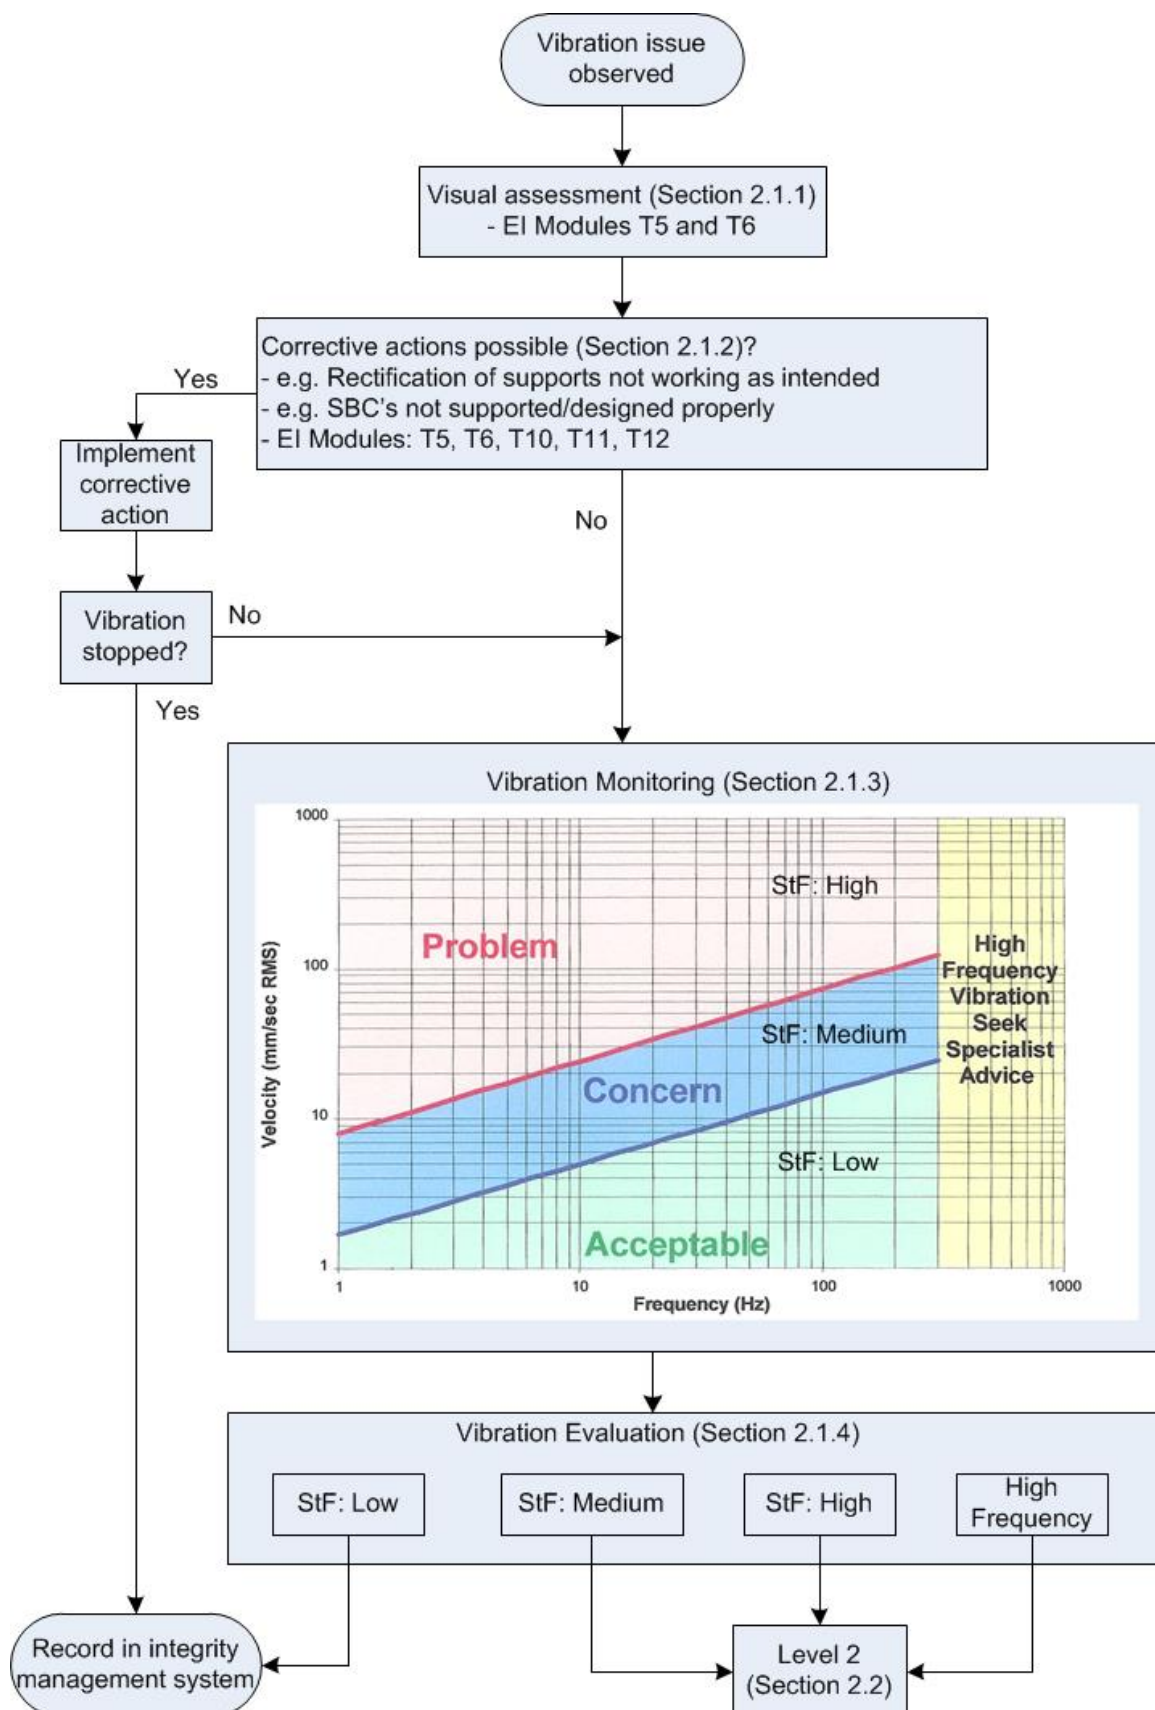 Vibration issue
observed
Visual assessment (Section 2.1.1)
- EI Modules T5 and T6
Corrective actions possible (Section 2.1.2)?
- e.g. Rectification of supports not working as intended
- e.g. SBC's not supported/designed properly
- EI Modules: T5, T6, T10, T11, T12
Yes
Implement
corrective
action
No
Vibration
stopped?
No
Yes
Vibration Monitoring (Section 2.1.3)
1000
100
10
1
Velocity (mm/sec RMS)
StF: High
Problem
High
Frequency
Vibration
Seek
Specialist
Advice
StF: Medium
Concern
StF: Low
Acceptable
1
10
100
1000
Frequency (Hz)
Vibration Evaluation (Section 2.1.4)
StF: Low
StF: Medium
StF: High
High
Frequency
Record in integrity
management system
Level 2
(Section 2.2)